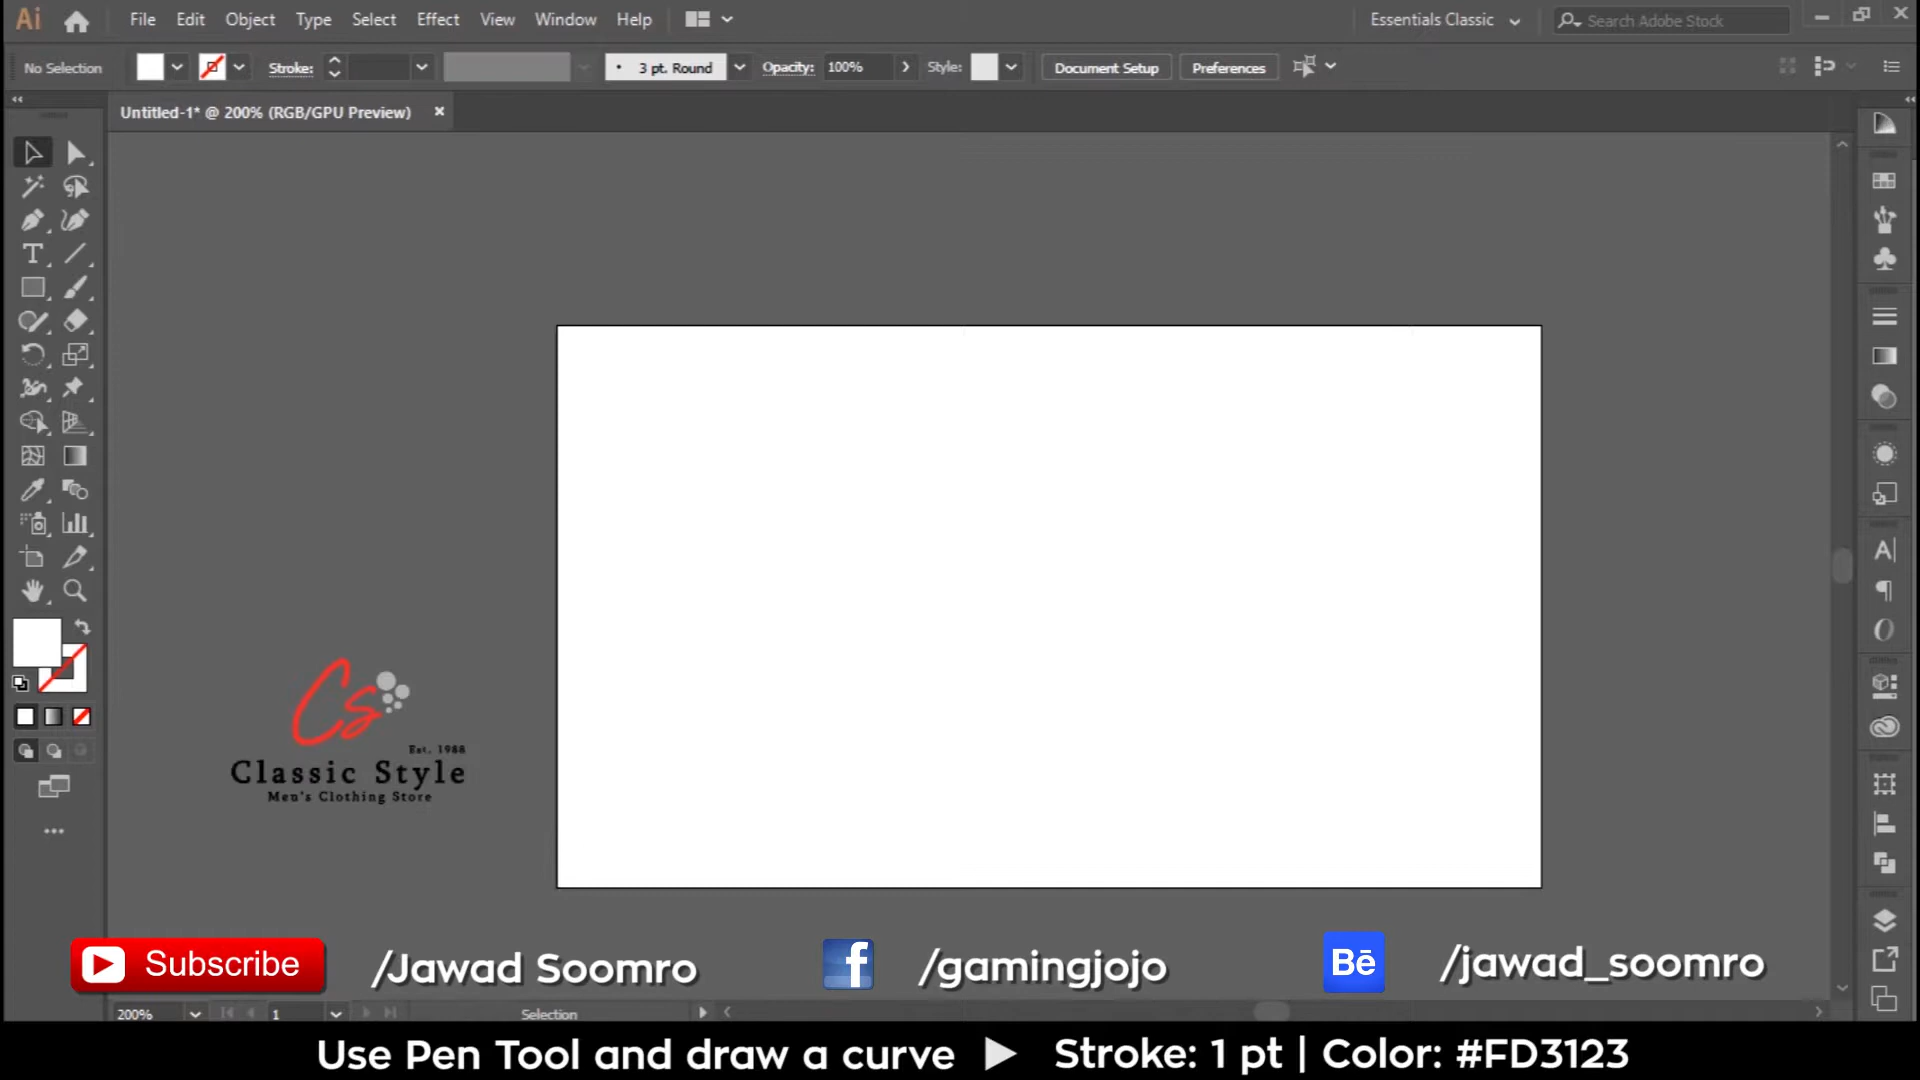 Ai File Edit Object Type Select Effect View Window Help Essentials Classic Search Adobe Stock
No Selection Stroke: 3 pt. Round Opacity: 100% Style: Document Setup Preferences
Untitled-1* @ 200% (RGB/GPU Preview)
Cs
Est. 1988
Classic Style
Men's Clothing Store
Subscribe /Jawad Soomro f /gamingjojo Bē /jawad_soomro
200% 1 Selection
Use Pen Tool and draw a curve Stroke: 1 pt | Color: #FD3123